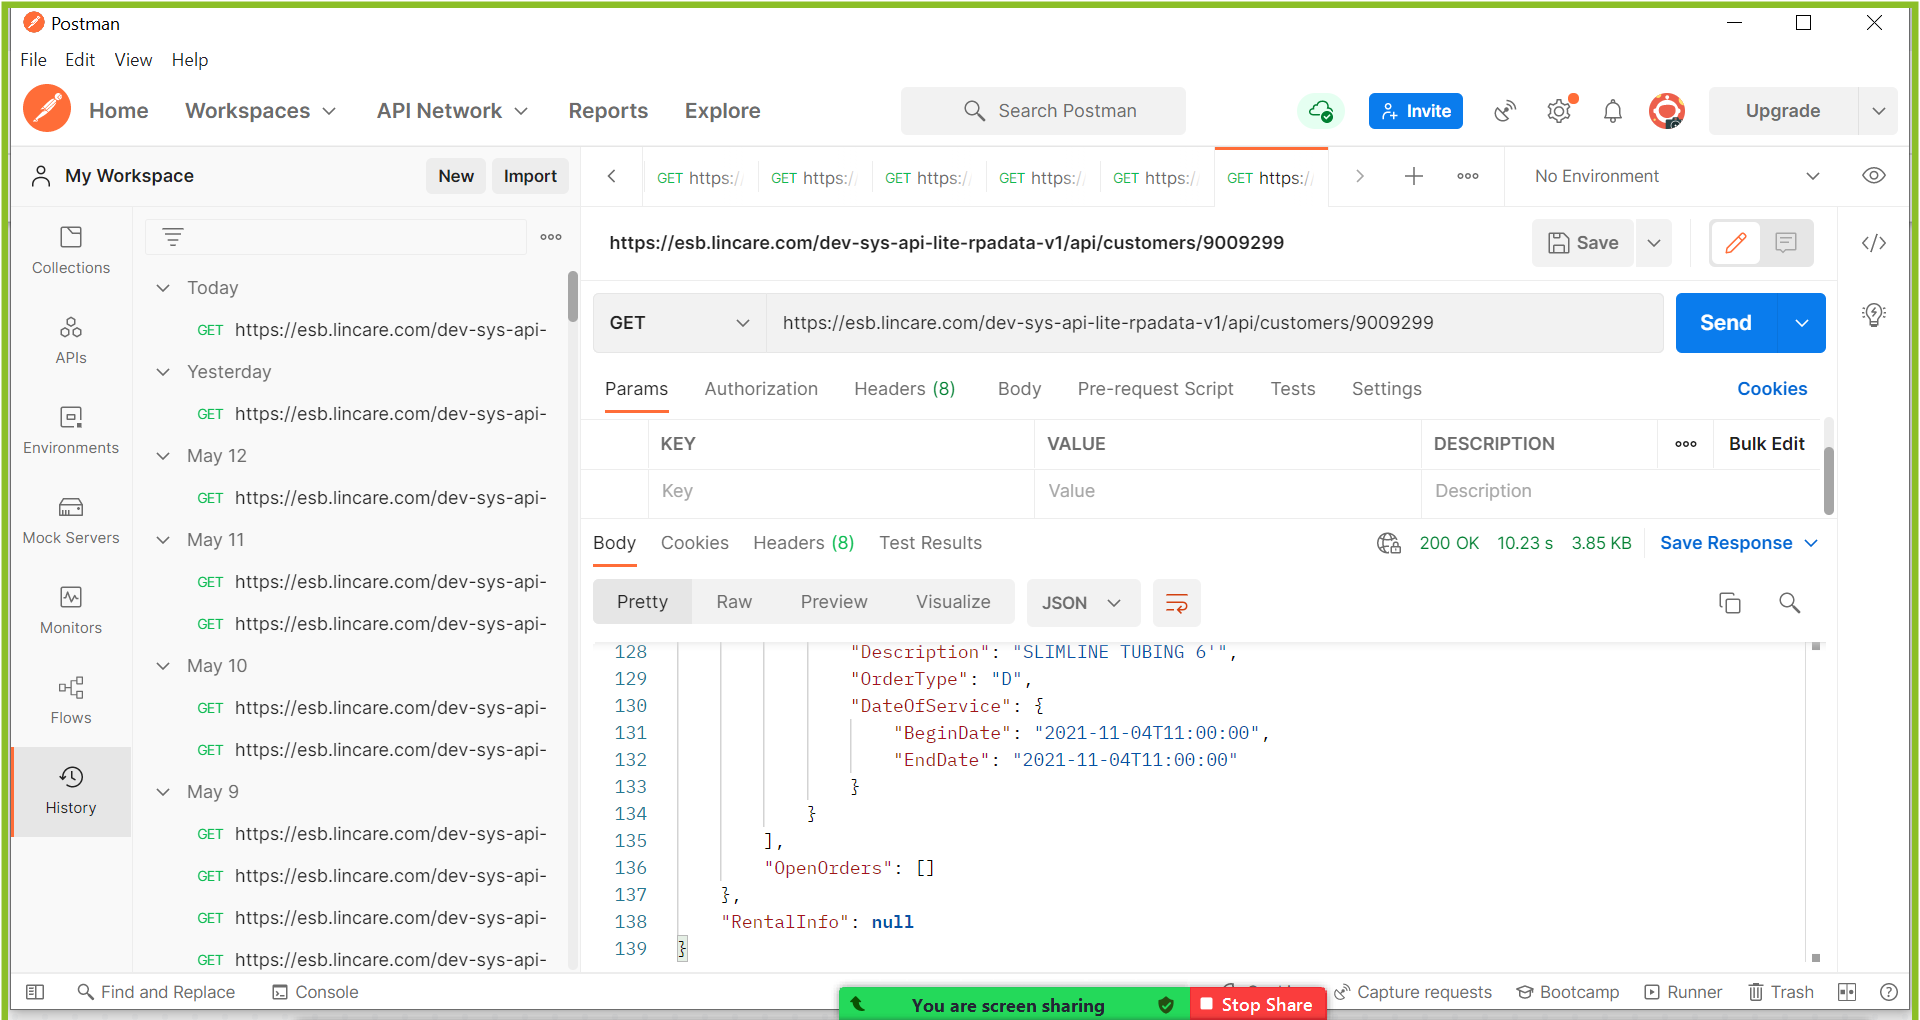 Postman
File Edit View Help
Home Workspaces API Network Reports Explore Search Postman Invite Upgrade
My Workspace New Import GET https:/ GET https:/ GET https:/ GET https:/ GET https:/ GET https:/ No Environment
https://esb.lincare.com/dev-sys-api-lite-rpadata-v1/api/customers/9009299 Save
Collections
APIs
Environments
Mock Servers
Monitors
Flows
History
Today
GET https://esb.lincare.com/dev-sys-api-
Yesterday
GET https://esb.lincare.com/dev-sys-api-
May 12
GET https://esb.lincare.com/dev-sys-api-
May 11
GET https://esb.lincare.com/dev-sys-api-
GET https://esb.lincare.com/dev-sys-api-
May 10
GET https://esb.lincare.com/dev-sys-api-
GET https://esb.lincare.com/dev-sys-api-
May 9
GET https://esb.lincare.com/dev-sys-api-
GET https://esb.lincare.com/dev-sys-api-
GET https://esb.lincare.com/dev-sys-api-
GET https://esb.lincare.com/dev-sys-api-
GET https://esb.lincare.com/dev-sys-api-lite-rpadata-v1/api/customers/9009299 Send
Params Authorization Headers (8) Body Pre-request Script Tests Settings Cookies
KEY VALUE DESCRIPTION Bulk Edit
Key Value Description
Body Cookies Headers (8) Test Results 200 OK 10.23 s 3.85 KB Save Response
Pretty Raw Preview Visualize JSON
128 "Description": "SLIMLINE TUBING 6'",
129 "OrderType": "D",
130 "DateOfService": {
131 "BeginDate": "2021-11-04T11:00:00",
132 "EndDate": "2021-11-04T11:00:00"
133 }
134 }
135 ],
136 "OpenOrders": []
137 },
138 "RentalInfo": null
139 }
Find and Replace Console Capture requests Bootcamp Runner Trash
You are screen sharing Stop Share